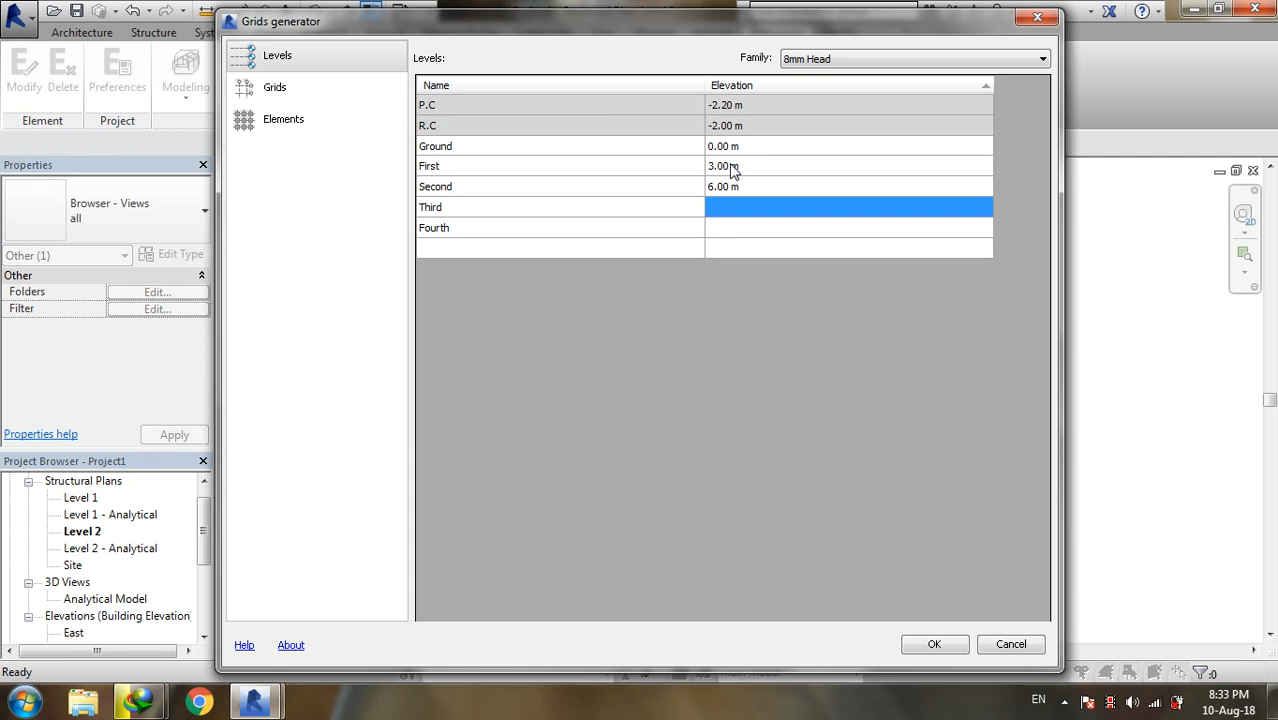 Grids generator
Architecture
Structure
Sys
Modify
Delete
Preferences
Modeling
Element
Project
Levels
Grids
Elements
Levels:
Family:
8mm Head
Name
Elevation
P.C
-2.20 m
R.C
-2.00 m
Ground
0.00 m
First
3.00 m
Second
6.00 m
Third
Fourth
Properties
Browser - Views
all
Other (1)
Edit Type
Other
Folders
Edit...
Filter
Edit...
Properties help
Apply
Project Browser - Project1
Structural Plans
Level 1
Level 1 - Analytical
Level 2
Level 2 - Analytical
Site
3D Views
Analytical Model
Elevations (Building Elevation)
East
Help
About
OK
Cancel
2D
Ready
:0
EN
8:33 PM
10-Aug-18